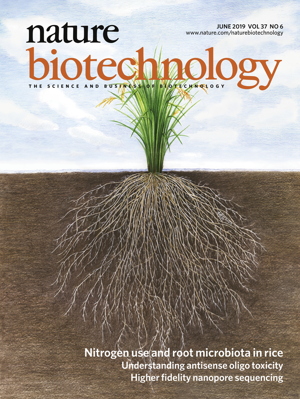 nature
JUNE 2019 VOL 37 NO 6
www.nature.com/naturebiotechnology
biotechnology
THE SCIENCE AND BUSINESS OF BIOTECHNOLOGY
Nitrogen use and root microbiota in rice
Understanding antisense oligo toxicity
Higher fidelity nanopore sequencing